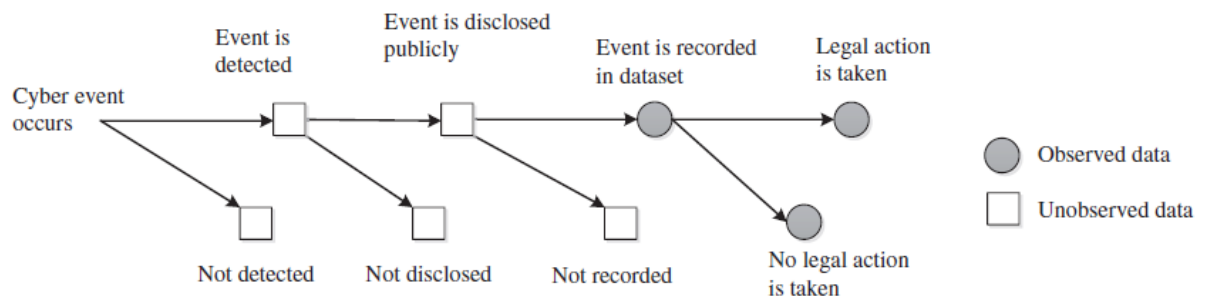 Event is disclosed
publicly
Event is
detected
Event is recorded
in dataset
Legal action
is taken
Cyber event
occurs
Observed data
Unobserved data
Not detected
Not disclosed
Not recorded
No legal action
is taken